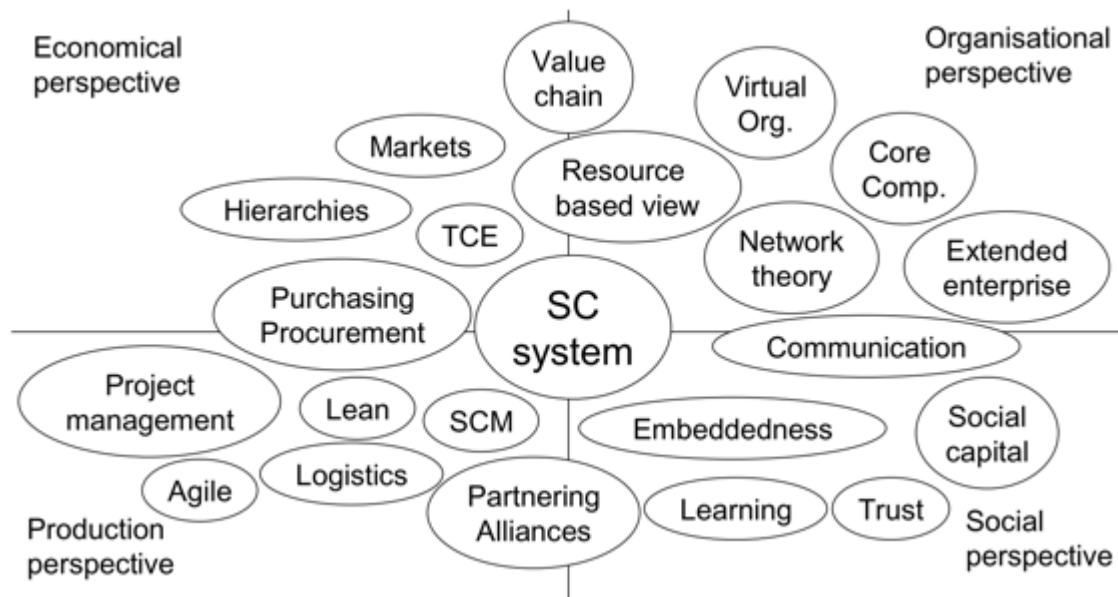 Economical
perspective
Value
chain
Virtual
Org.
Organisational
perspective
Markets
Resource
based view
Core
Comp.
Hierarchies
TCE
Network
theory
Extended
enterprise
Purchasing
Procurement
SC
system
Communication
Project
management
Lean
SCM
Embeddedness
Social
capital
Agile
Logistics
Partnering
Alliances
Learning
Trust
Production
perspective
Social
perspective